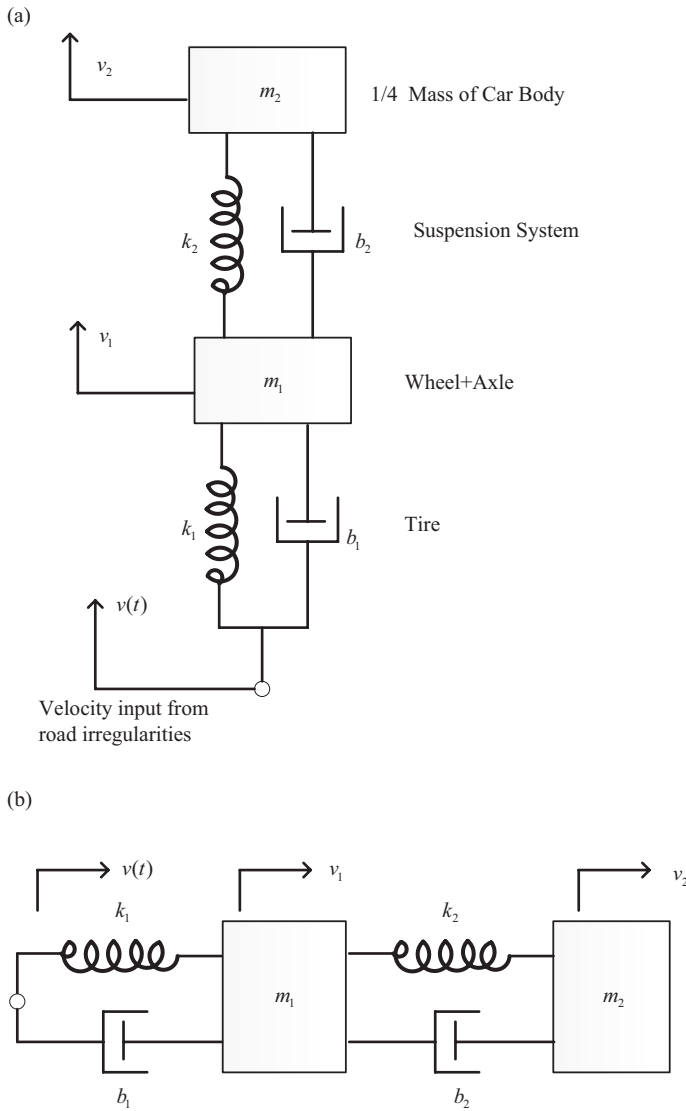 (a)
v2
m2
1/4 Mass of Car Body
k2
b2
Suspension System
v1
m1
Wheel+Axle
k1
b1
Tire
v(t)
Velocity input from
road irregularities
(b)
v(t)
v1
v2
k1
k2
m1
m2
b1
b2